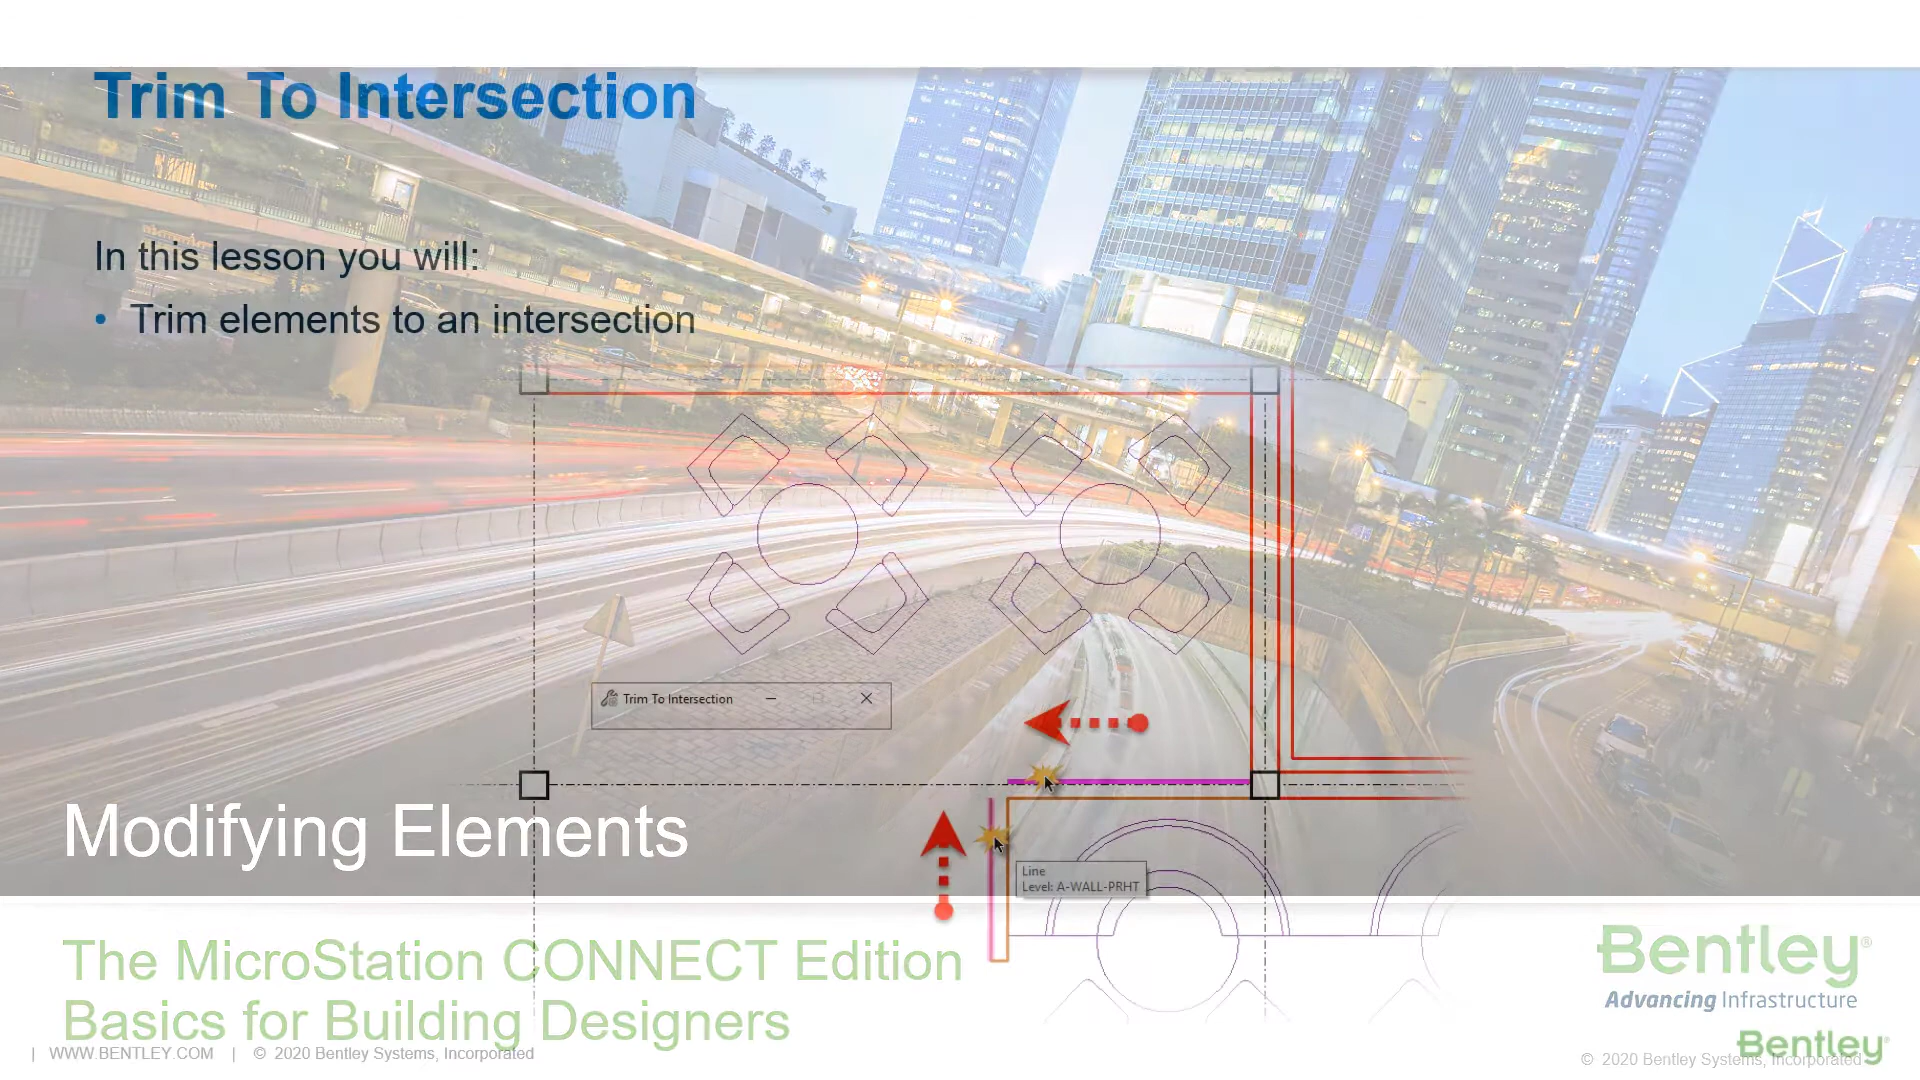 Trim To Intersection
In this lesson you will:
• Trim elements to an intersection
Trim To Intersection
Modifying Elements
Line
Level: A-WALL-PRHT
The MicroStation CONNECT Edition
Basics for Building Designers
Bentley®
Advancing Infrastructure
| WWW.BENTLEY.COM | © 2020 Bentley Systems, Incorporated
© 2020 Bentley Systems, Incorporated
Bentley®